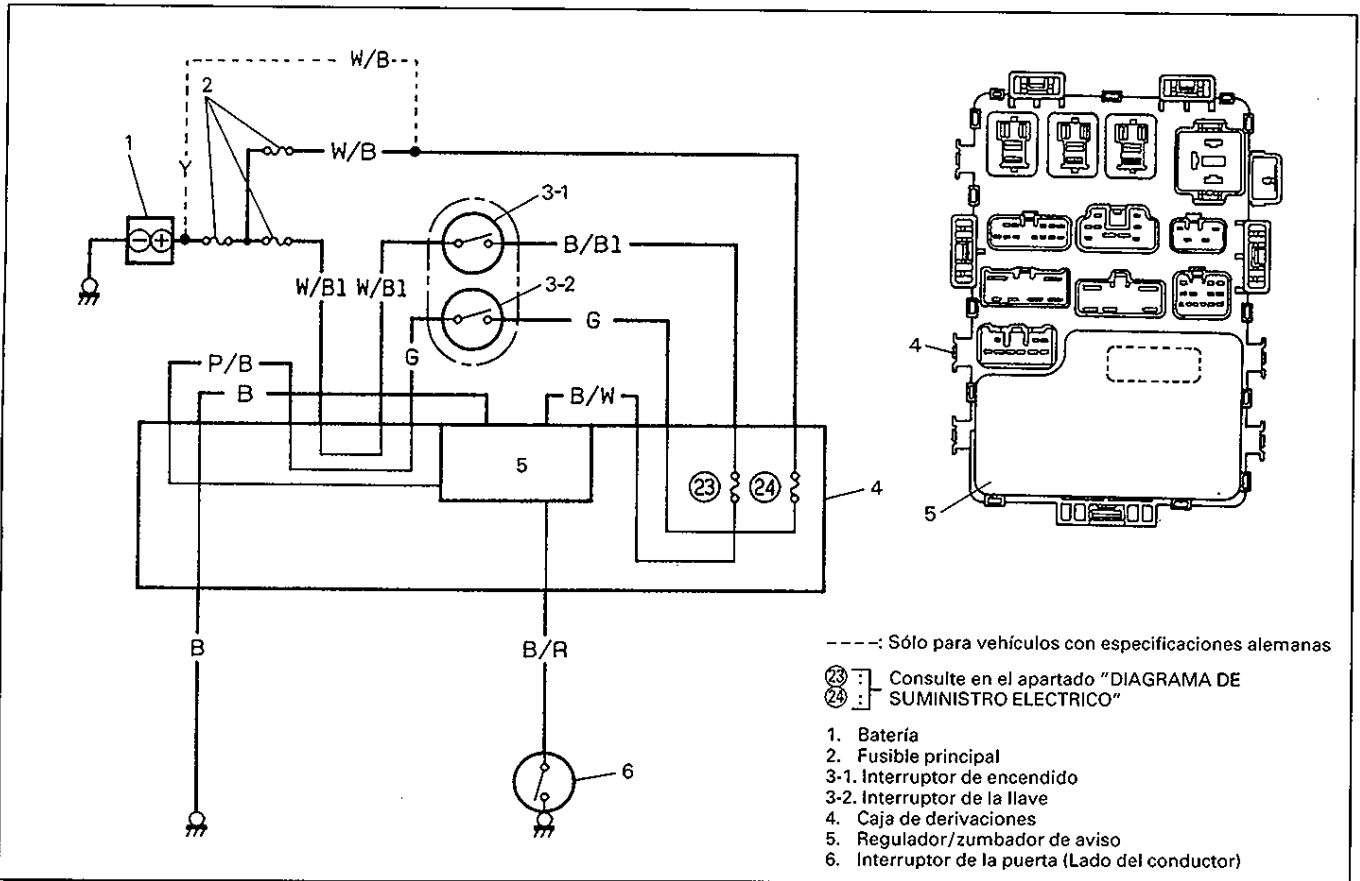 W/B
2
1
W/B
3-1
B/Bl
W/Bl W/Bl
3-2
G
G
P/B
B
B/W
4
5
23 24
4
5
B
B/R
6
----: Sólo para vehículos con especificaciones alemanas
23 : Consulte en el apartado "DIAGRAMA DE
24 : SUMINISTRO ELECTRICO"
1. Batería
2. Fusible principal
3-1. Interruptor de encendido
3-2. Interruptor de la llave
4. Caja de derivaciones
5. Regulador/zumbador de aviso
6. Interruptor de la puerta (Lado del conductor)